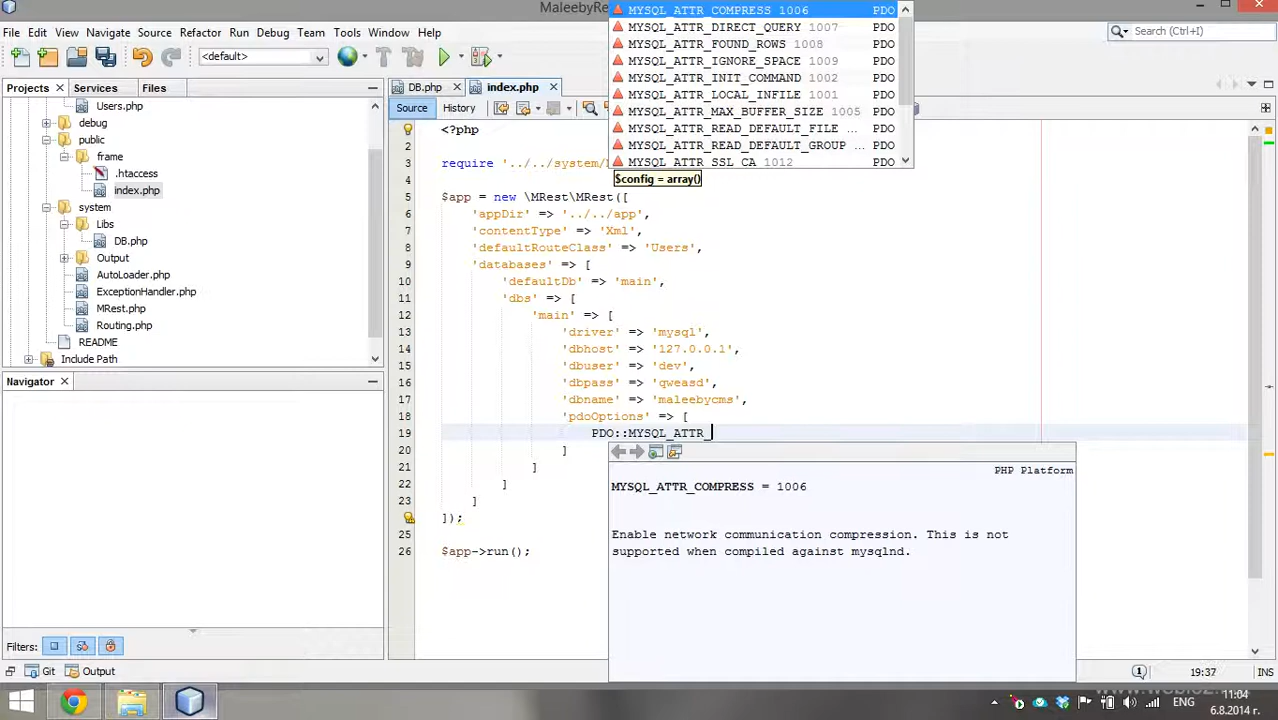 MaleebyRe
File Edit View Navigate Source Refactor Run Debug Team Tools Window Help
Search (Ctrl+I)
<default>
Projects Services Files
DB.php index.php
Source History
Users.php
debug
public
frame
.htaccess
index.php
system
Libs
DB.php
Output
AutoLoader.php
ExceptionHandler.php
MRest.php
Routing.php
README
Include Path
Navigator
Filters:
MYSQL_ATTR_COMPRESS 1006 PDO
MYSQL_ATTR_DIRECT_QUERY 1007 PDO
MYSQL_ATTR_FOUND_ROWS 1008 PDO
MYSQL_ATTR_IGNORE_SPACE 1009 PDO
MYSQL_ATTR_INIT_COMMAND 1002 PDO
MYSQL_ATTR_LOCAL_INFILE 1001 PDO
MYSQL_ATTR_MAX_BUFFER_SIZE 1005 PDO
MYSQL_ATTR_READ_DEFAULT_FILE ... PDO
MYSQL_ATTR_READ_DEFAULT_GROUP ... PDO
MYSQL_ATTR_SSL_CA 1012 PDO
$config = array()
1 <?php
2
3 require '../../system/
4
5 $app = new \MRest\MRest([
6 'appDir' => '../../app',
7 'contentType' => 'Xml',
8 'defaultRouteClass' => 'Users',
9 'databases' => [
10 'defaultDb' => 'main',
11 'dbs' => [
12 'main' => [
13 'driver' => 'mysql',
14 'dbhost' => '127.0.0.1',
15 'dbuser' => 'dev',
16 'dbpass' => 'qweasd',
17 'dbname' => 'maleebycms',
18 'pdoOptions' => [
19 PDO::MYSQL_ATTR_
20 ]
21 ]
22 ]
23 ]
]);
25
26 $app->run();
PHP Platform
MYSQL_ATTR_COMPRESS = 1006
Enable network communication compression. This is not
supported when compiled against mysqlnd.
Git Output
1 19:37 INS
ENG 11:04
6.8.2014 г.